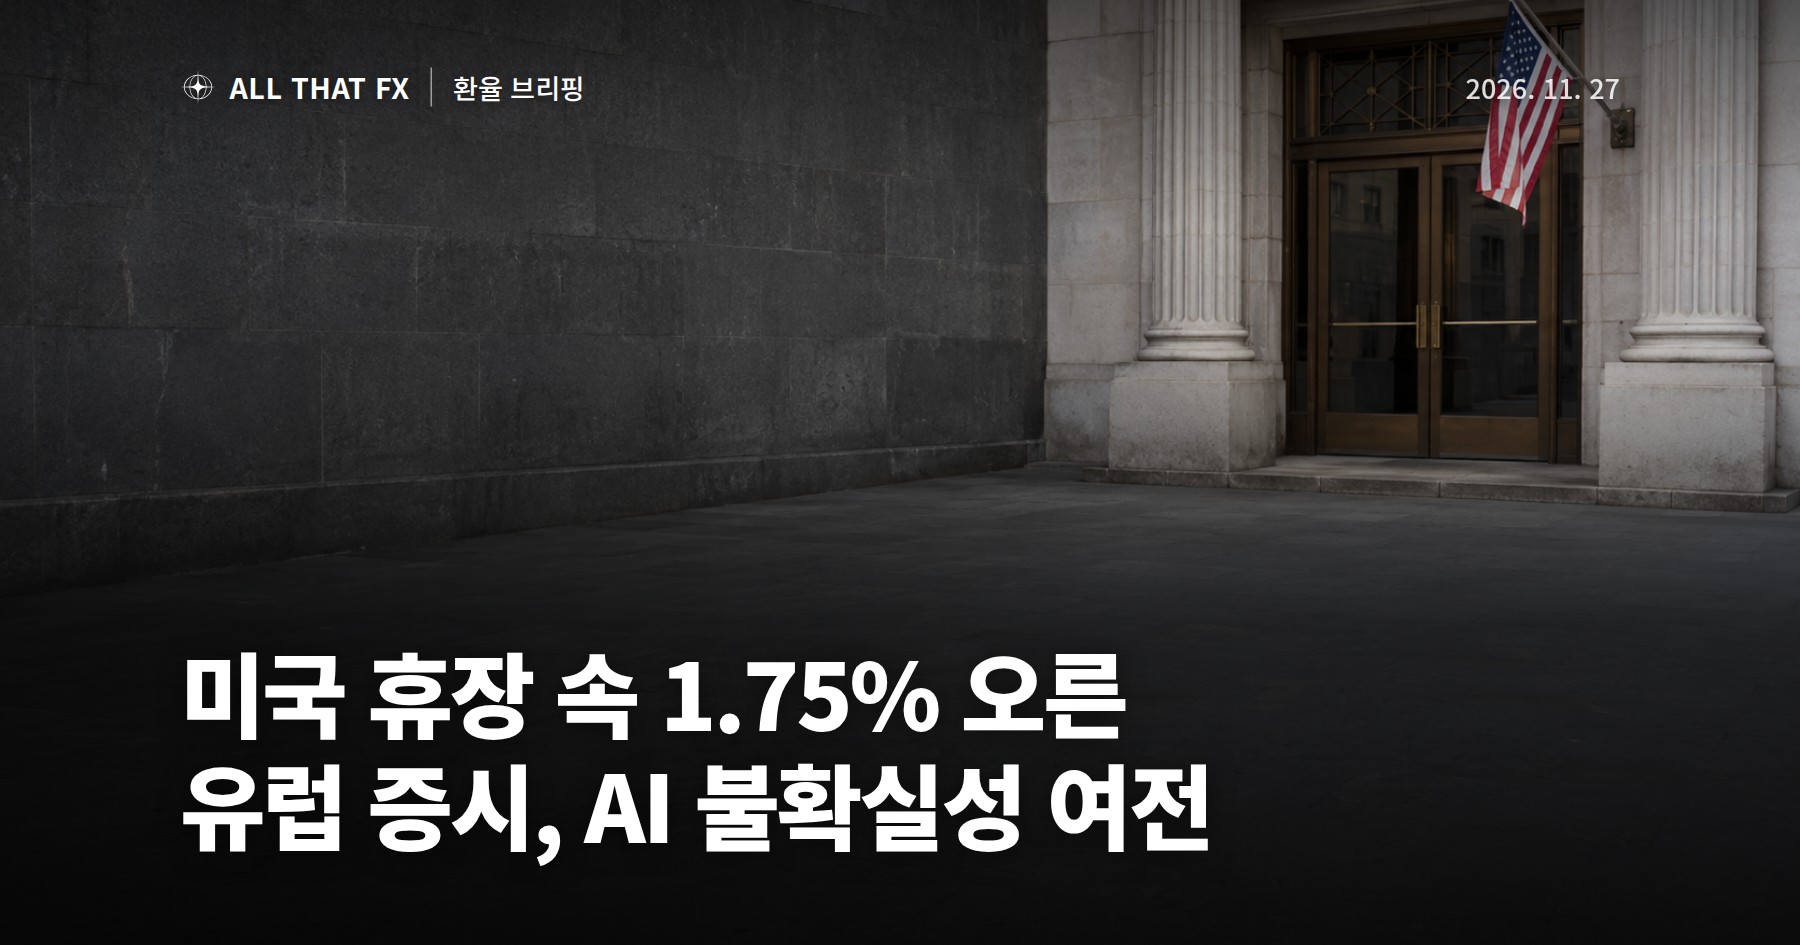 ALL THAT FX | 환율 브리핑
2026. 11. 27
미국 휴장 속 1.75% 오른
유럽 증시, AI 불확실성 여전